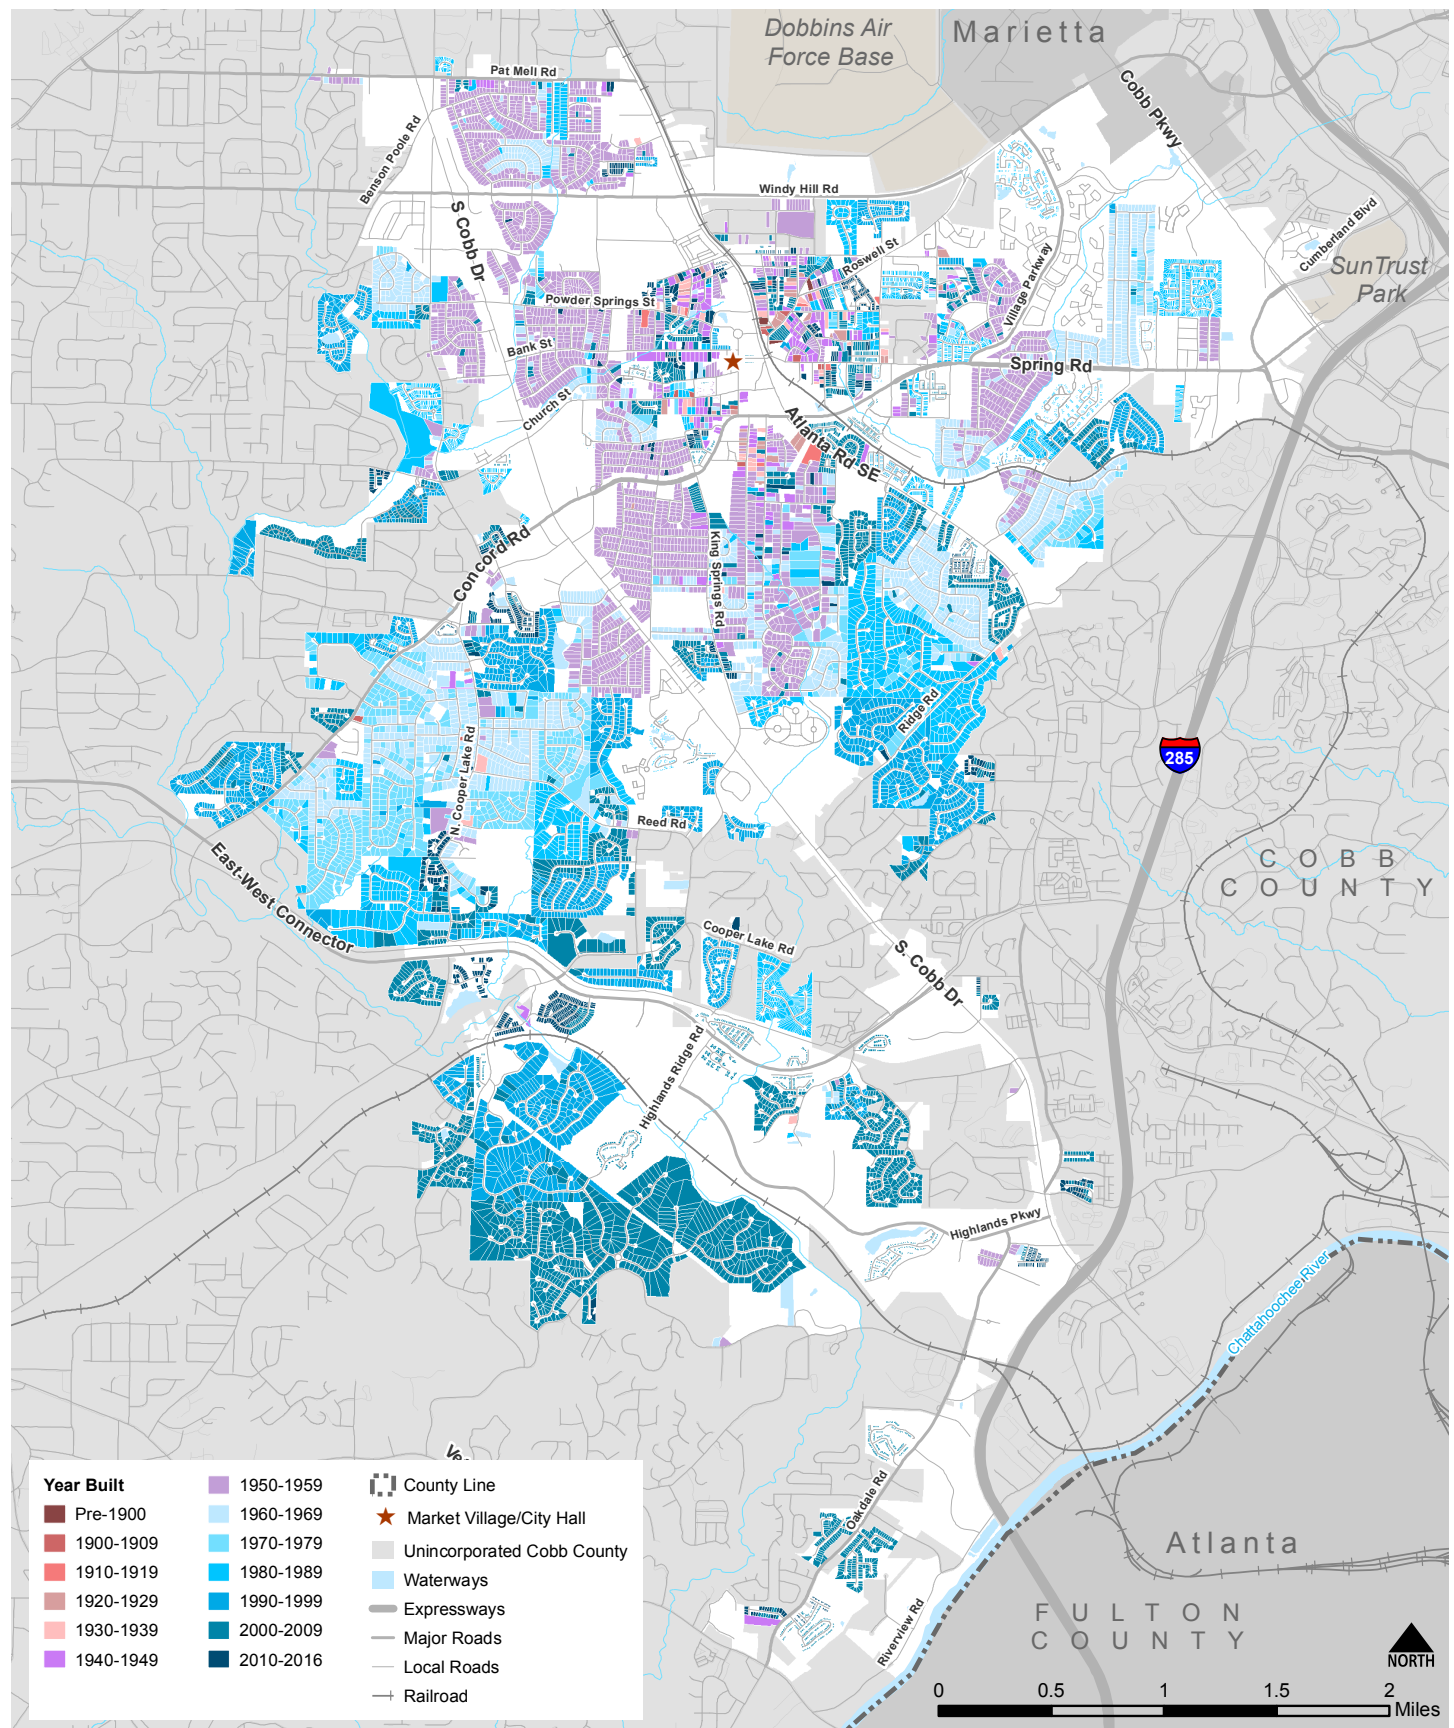 Dobbins Air
Force Base
Marietta
Pat Mell Rd
Cobb Pkwy
Benson Poole Rd
Windy Hill Rd
S Cobb Dr
Roswell St
Cumberland Blvd
SunTrust
Park
Village Parkway
Powder Springs St
Bank St
Spring Rd
Church St
Atlanta Rd SE
Concord Rd
King Springs Rd
Ridge Rd
N. Cooper Lake Rd
285
Reed Rd
East-West Connector
COBB
COUNTY
Cooper Lake Rd
S. Cobb Dr
Highlands Ridge Rd
Highlands Pkwy
Chattahoochee River
Oakdale Rd
Riverview Rd
Atlanta
FULTON
COUNTY
NORTH
0 0.5 1 1.5 2
Miles
Year Built
Pre-1900
1900-1909
1910-1919
1920-1929
1930-1939
1940-1949
1950-1959
1960-1969
1970-1979
1980-1989
1990-1999
2000-2009
2010-2016
County Line
Market Village/City Hall
Unincorporated Cobb County
Waterways
Expressways
Major Roads
Local Roads
Railroad